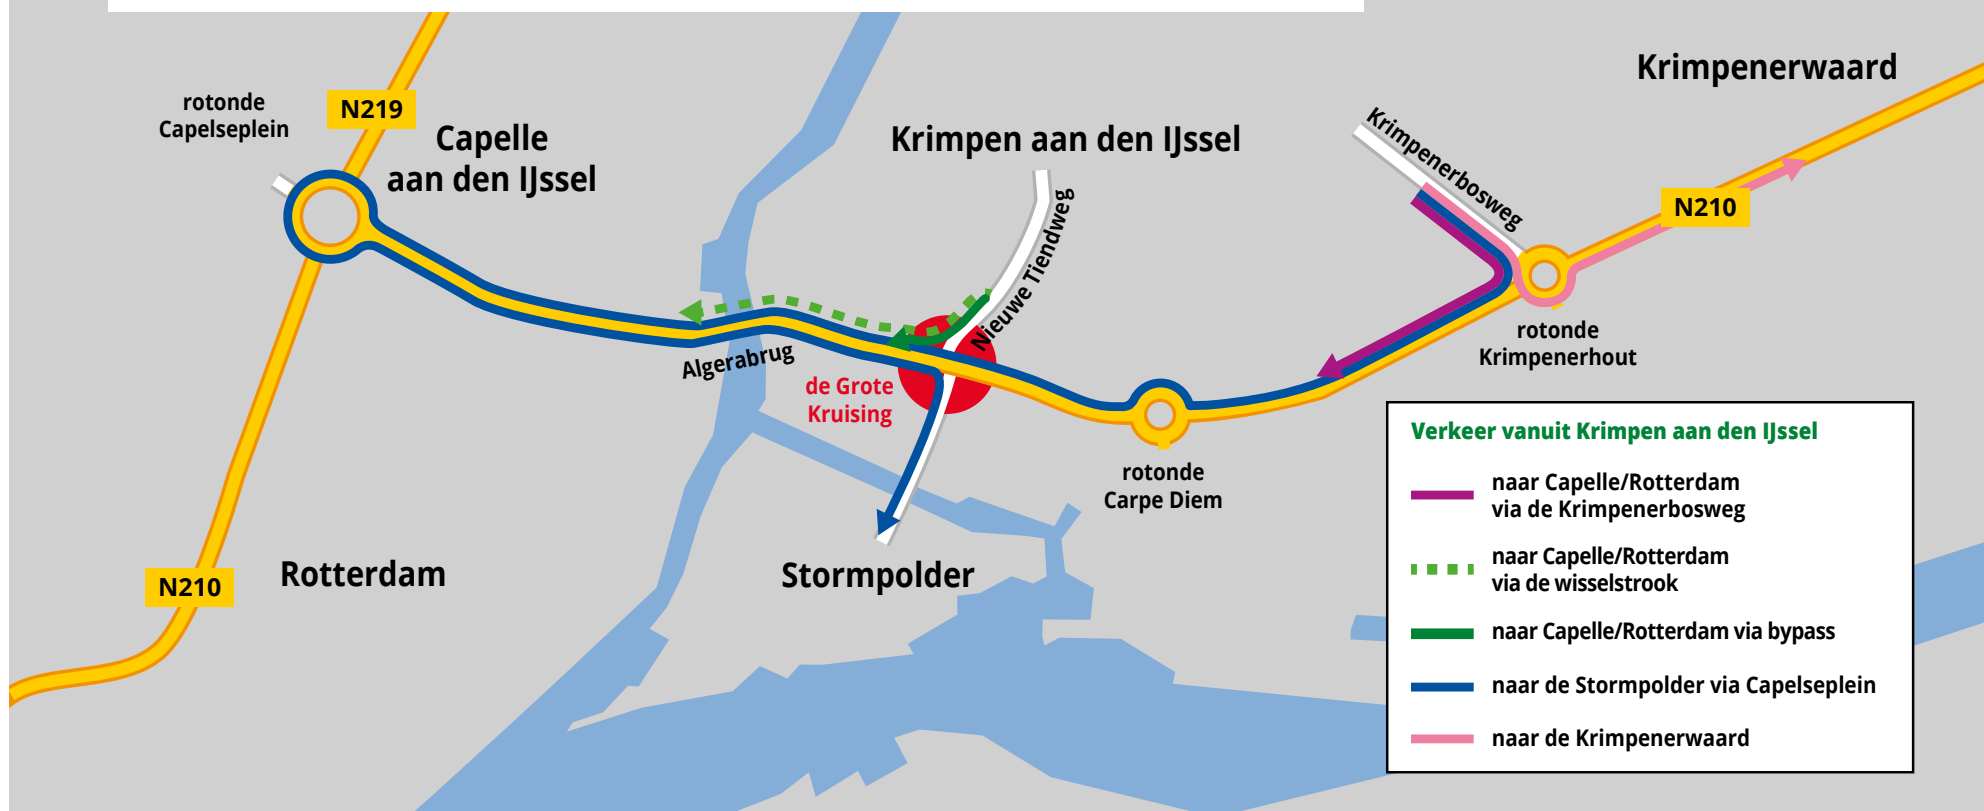 Krimpenerwaard
rotonde
Capelseplein
N219
Capelle
aan den IJssel
Krimpen aan den IJssel
Krimpenerbosweg
N210
Nieuwe Tiendweg
rotonde
Krimpenerhout
Algerabrug
de Grote
Kruising
rotonde
Carpe Diem
N210
Rotterdam
Stormpolder
Verkeer vanuit Krimpen aan den IJssel
naar Capelle/Rotterdam
via de Krimpenerbosweg
naar Capelle/Rotterdam
via de wisselstrook
naar Capelle/Rotterdam via bypass
naar de Stormpolder via Capelseplein
naar de Krimpenerwaard